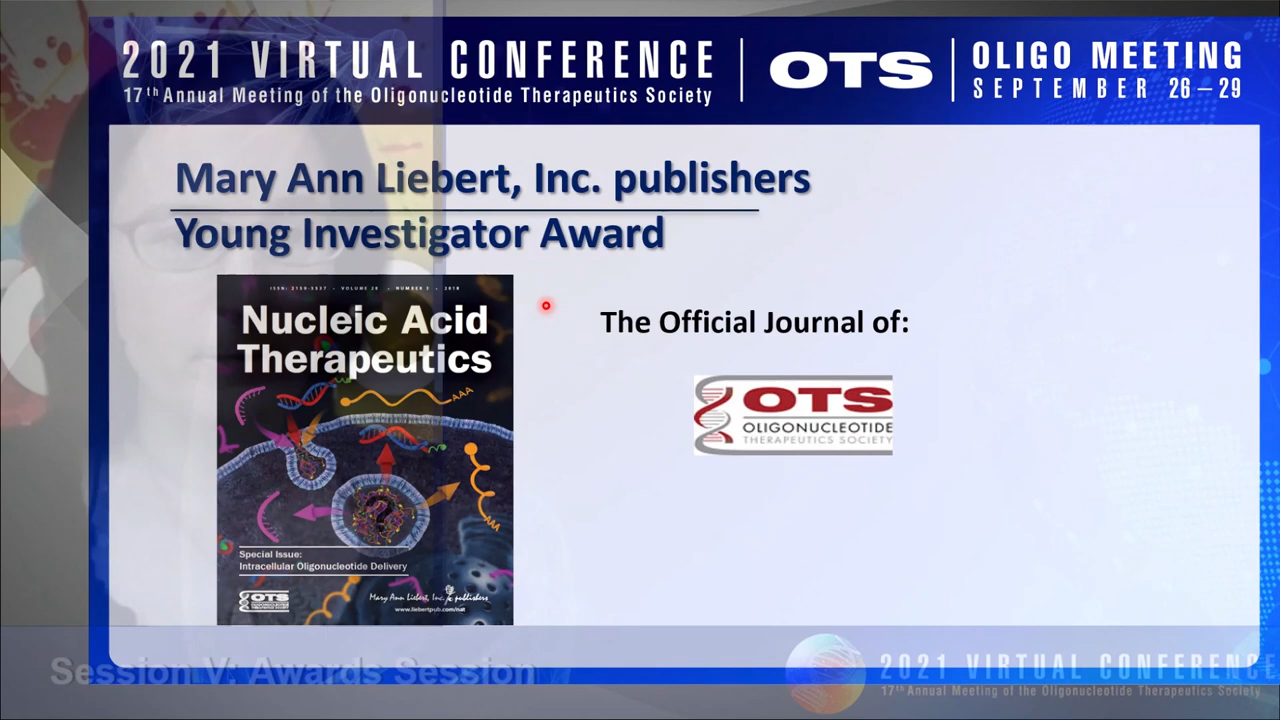 2021 VIRTUAL CONFERENCE
17th Annual Meeting of the Oligonucleotide Therapeutics Society
OTS
OLIGO MEETING
SEPTEMBER 26–29
Mary Ann Liebert, Inc. publishers
Young Investigator Award
Nucleic Acid
Therapeutics
AAA
Special Issue:
Intracellular Oligonucleotide Delivery
OTS
Mary Ann Liebert, Inc. publishers
www.liebertpub.com/nat
The Official Journal of:
OTS
OLIGONUCLEOTIDE
THERAPEUTICS SOCIETY
Session V: Awards Session
2021 VIRTUAL CONFERENCE
17th Annual Meeting of the Oligonucleotide Therapeutics Society